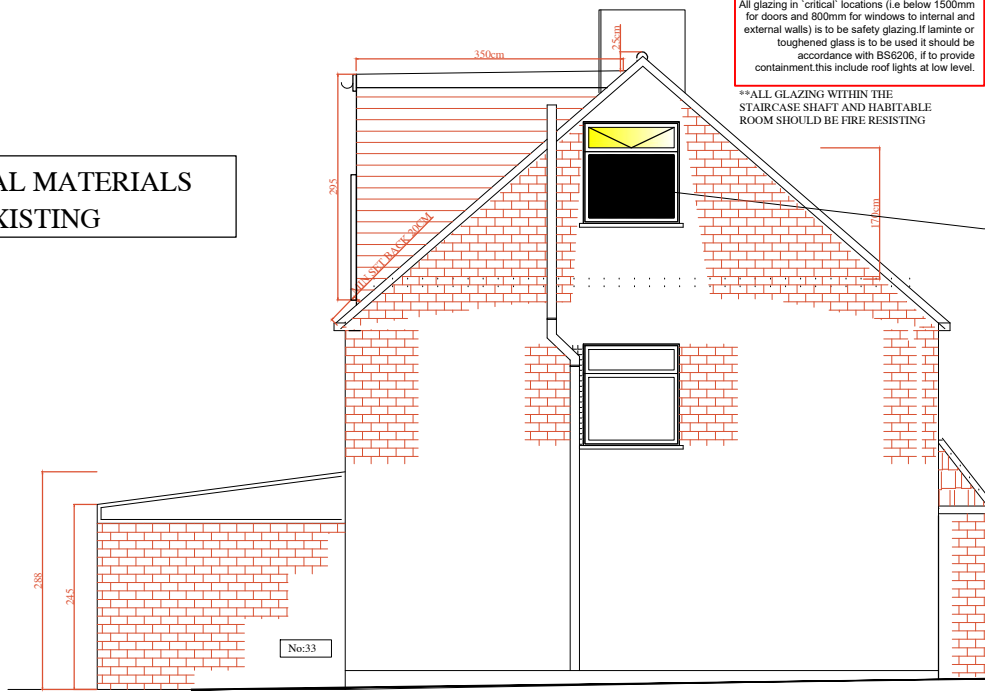 All glazing in `critical` locations (i.e below 1500mm
for doors and 800mm for windows to internal and
external walls) is to be safety glazing.If laminte or
toughened glass is to be used it should be
accordance with BS6206, if to provide
containment.this include roof lights at low level.
**ALL GLAZING WITHIN THE
STAIRCASE SHAFT AND HABITABLE
ROOM SHOULD BE FIRE RESISTING
350cm
25cm
295
MIN SET BACK 20CM
AL MATERIALS
XISTING
288
245
No:33